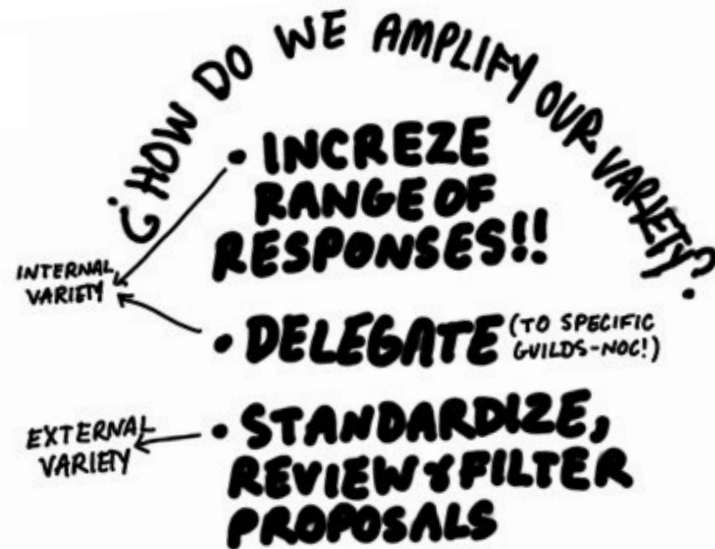 ¿HOW DO WE AMPLIFY OUR VARIETY?
• INCREZE
RANGE OF
RESPONSES!!
INTERNAL
VARIETY
• DELEGATE (TO SPECIFIC
GUILDS-NOC!)
• STANDARDIZE,
REVIEW & FILTER
PROPOSALS
EXTERNAL
VARIETY